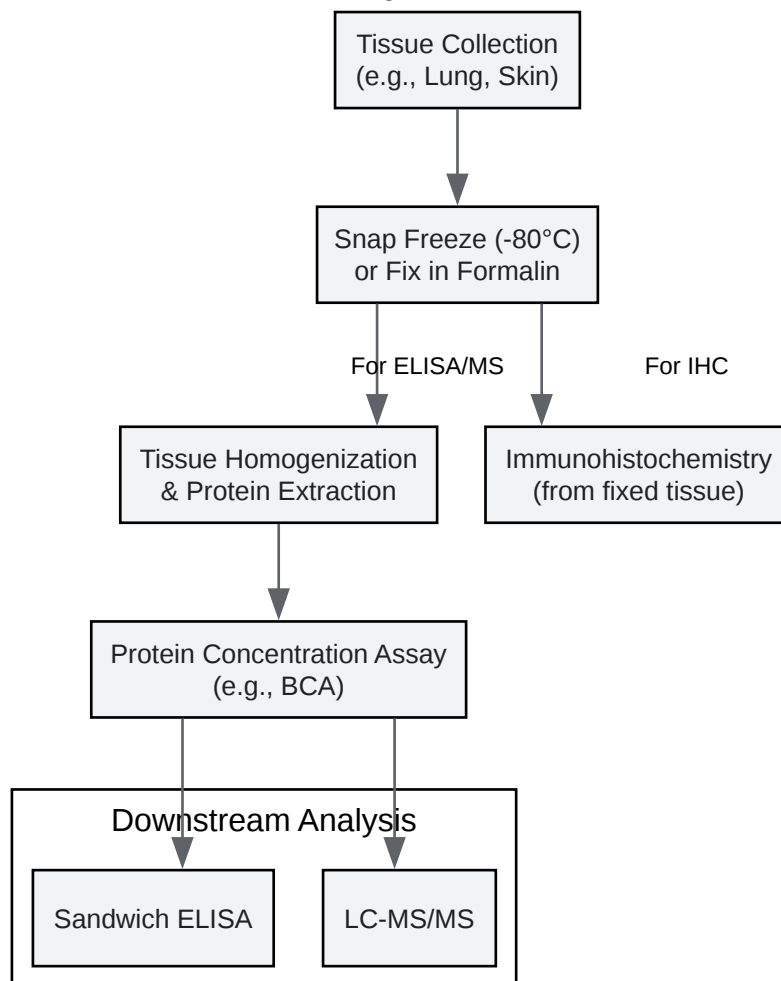 Tissue Collection
(e.g., Lung, Skin)
Snap Freeze (-80°C)
or Fix in Formalin
For ELISA/MS
For IHC
Tissue Homogenization
& Protein Extraction
Immunohistochemistry
(from fixed tissue)
Protein Concentration Assay
(e.g., BCA)
Downstream Analysis
Sandwich ELISA
LC-MS/MS